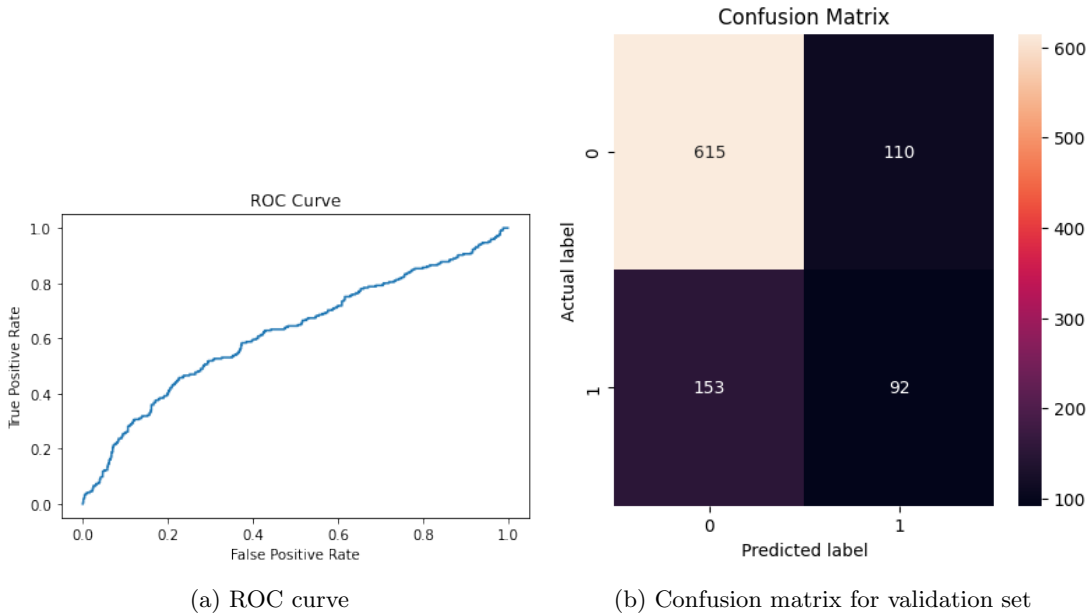 ROC Curve
1.0
0.8
0.6
0.4
0.2
0.0
True Positive Rate
0.0 0.2 0.4 0.6 0.8 1.0
False Positive Rate
(a) ROC curve
Confusion Matrix
Actual label
0
615 110
1
153 92
0 1
Predicted label
600
500
400
300
200
100
(b) Confusion matrix for validation set